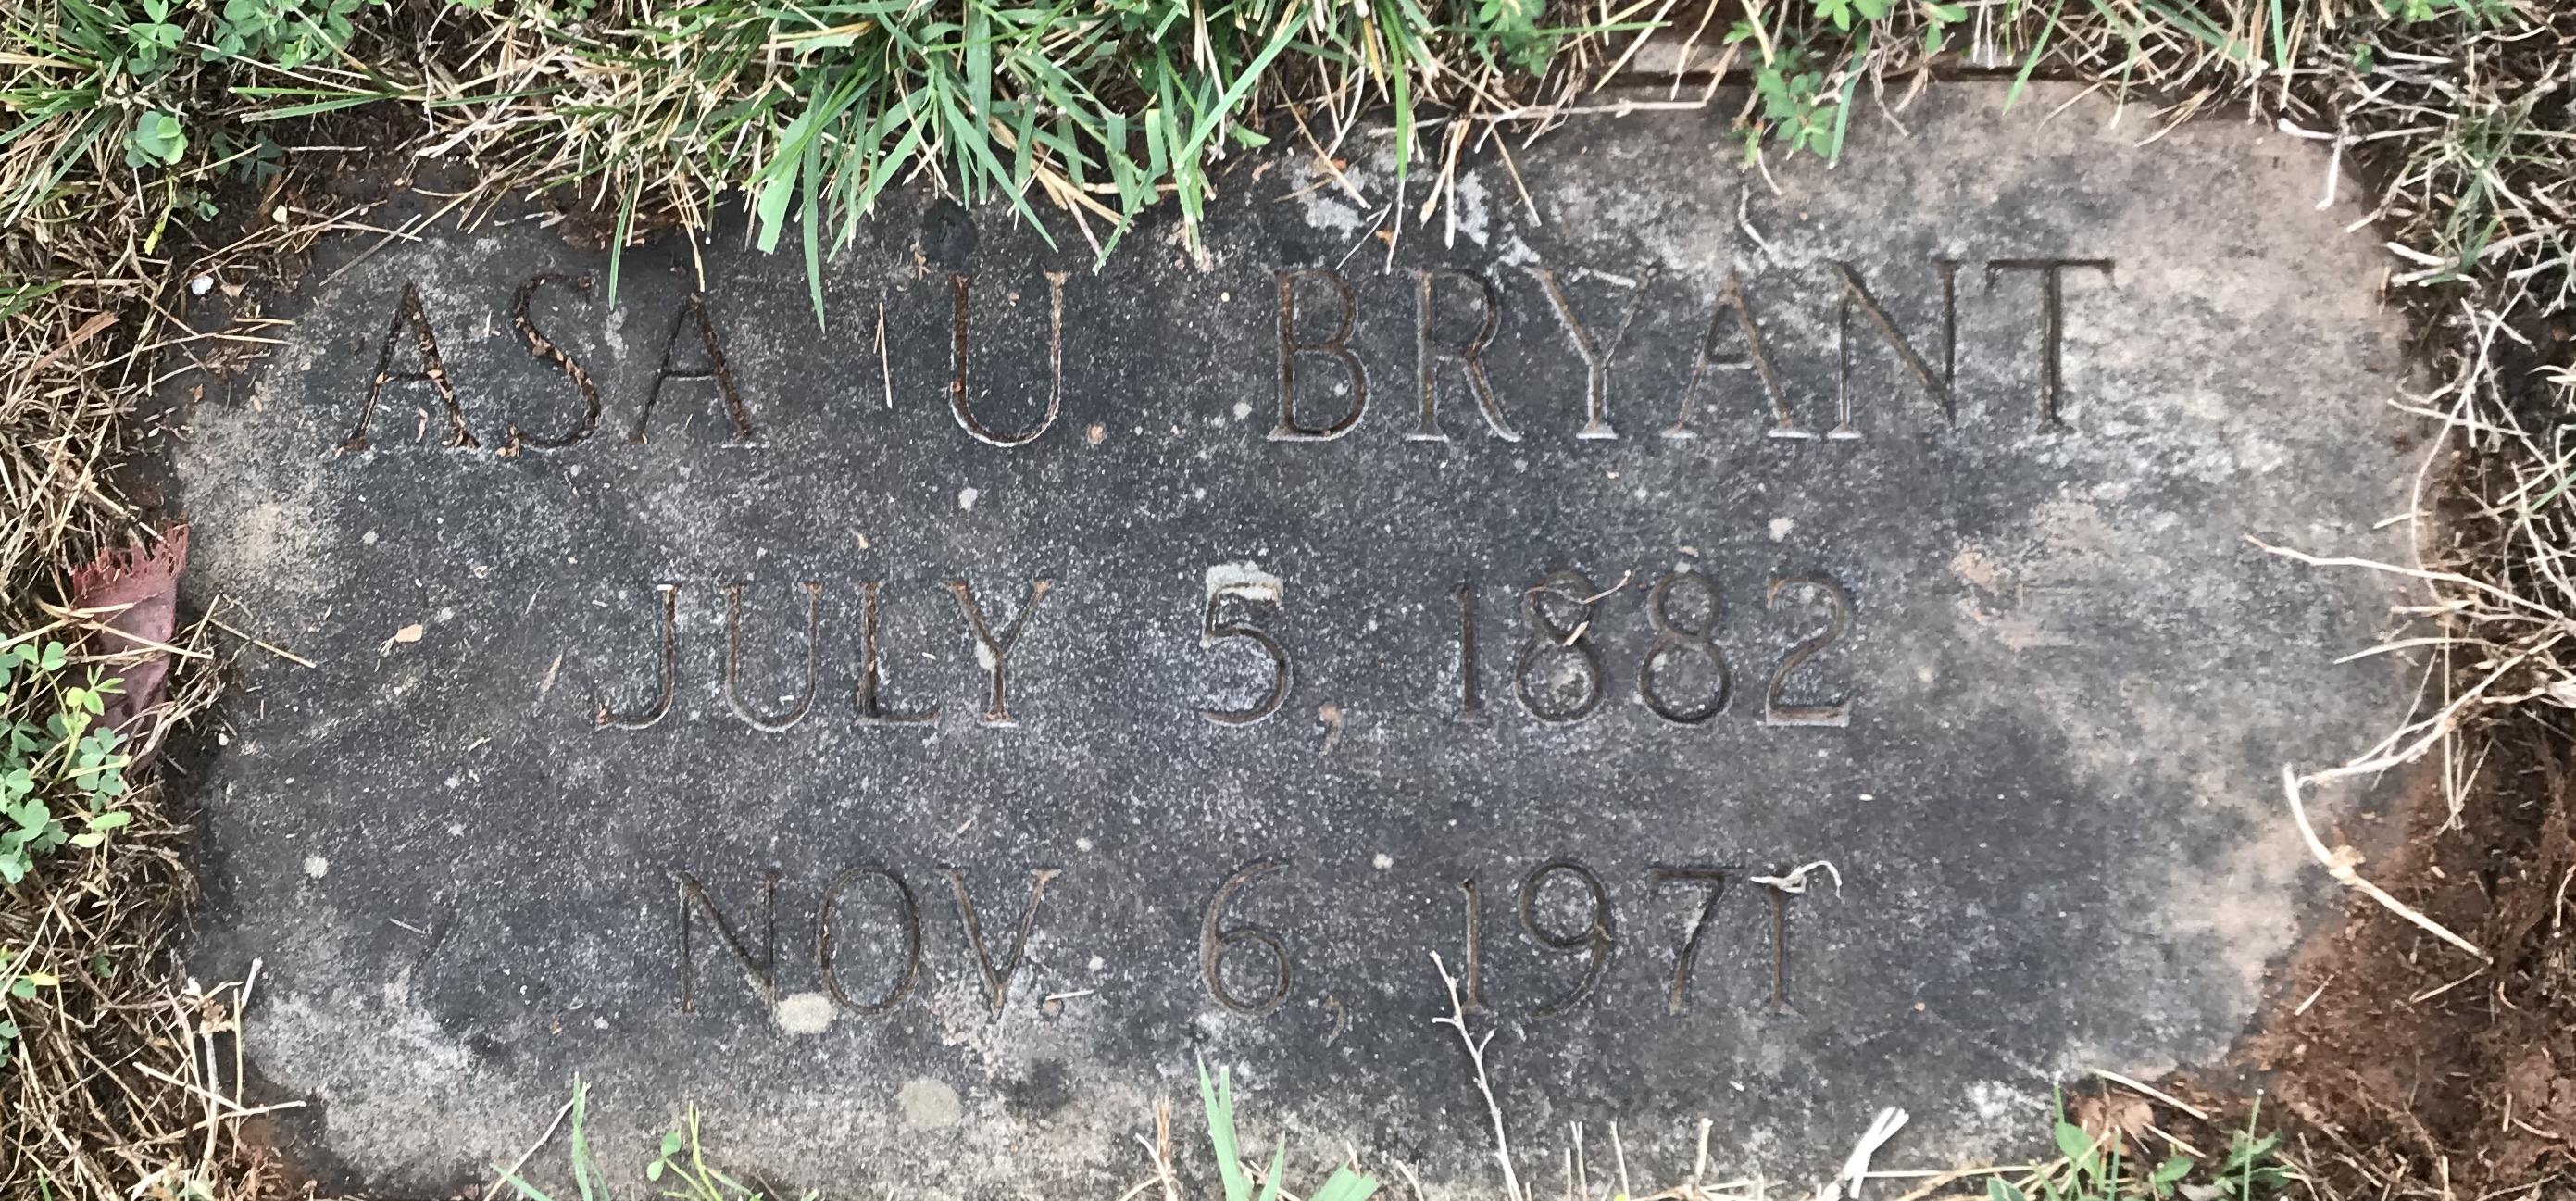 ASA U BRYANT
JULY 5, 1882
NOV 6, 1971